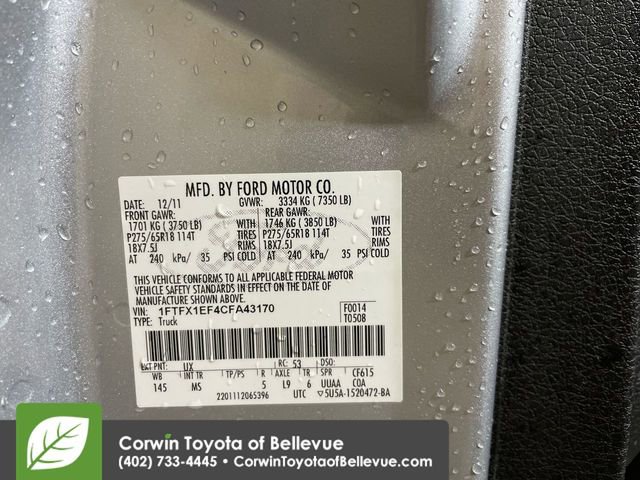 MFD. BY FORD MOTOR CO.
DATE: 12/11 GVWR: 3334 KG ( 7350 LB)
FRONT GAWR: REAR GAWR:
1701 KG ( 3750 LB) WITH 1746 KG ( 3850 LB) WITH
P275/65R18 114T TIRES P275/65R18 114T TIRES
18X7.5J RIMS 18X7.5J RIMS
AT 240 kPa/ 35 PSI COLD AT 240 kPa/ 35 PSI COLD
THIS VEHICLE CONFORMS TO ALL APPLICABLE FEDERAL MOTOR
VEHICLE SAFETY STANDARDS IN EFFECT ON THE DATE OF
MANUFACTURE SHOWN ABOVE.
VIN: 1FTFX1EF4CFA43170 F0014
TYPE: Truck T0508
EXT PNT: UX RC: 53 CF615
WB INT TR TP/PS R AXLE TR SPR COA
145 MS 5 L9 6 UUAA
2201112065396 UTC 5U5A-1520472-BA
Corwin Toyota of Bellevue
(402) 733-4445 • CorwinToyotaofBellevue.com